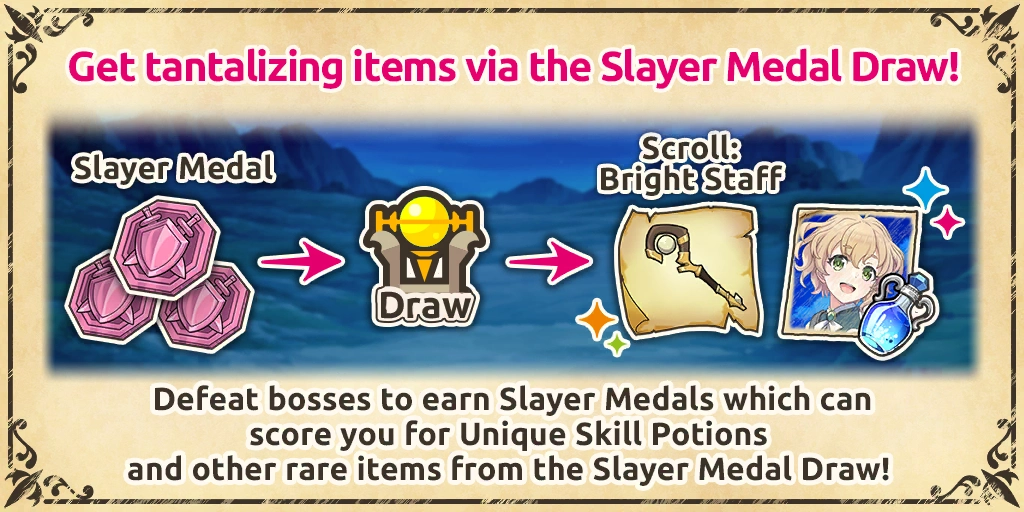 Get tantalizing items via the Slayer Medal Draw!
Slayer Medal
Draw
Scroll:
Bright Staff
Defeat bosses to earn Slayer Medals which can
score you for Unique Skill Potions
and other rare items from the Slayer Medal Draw!